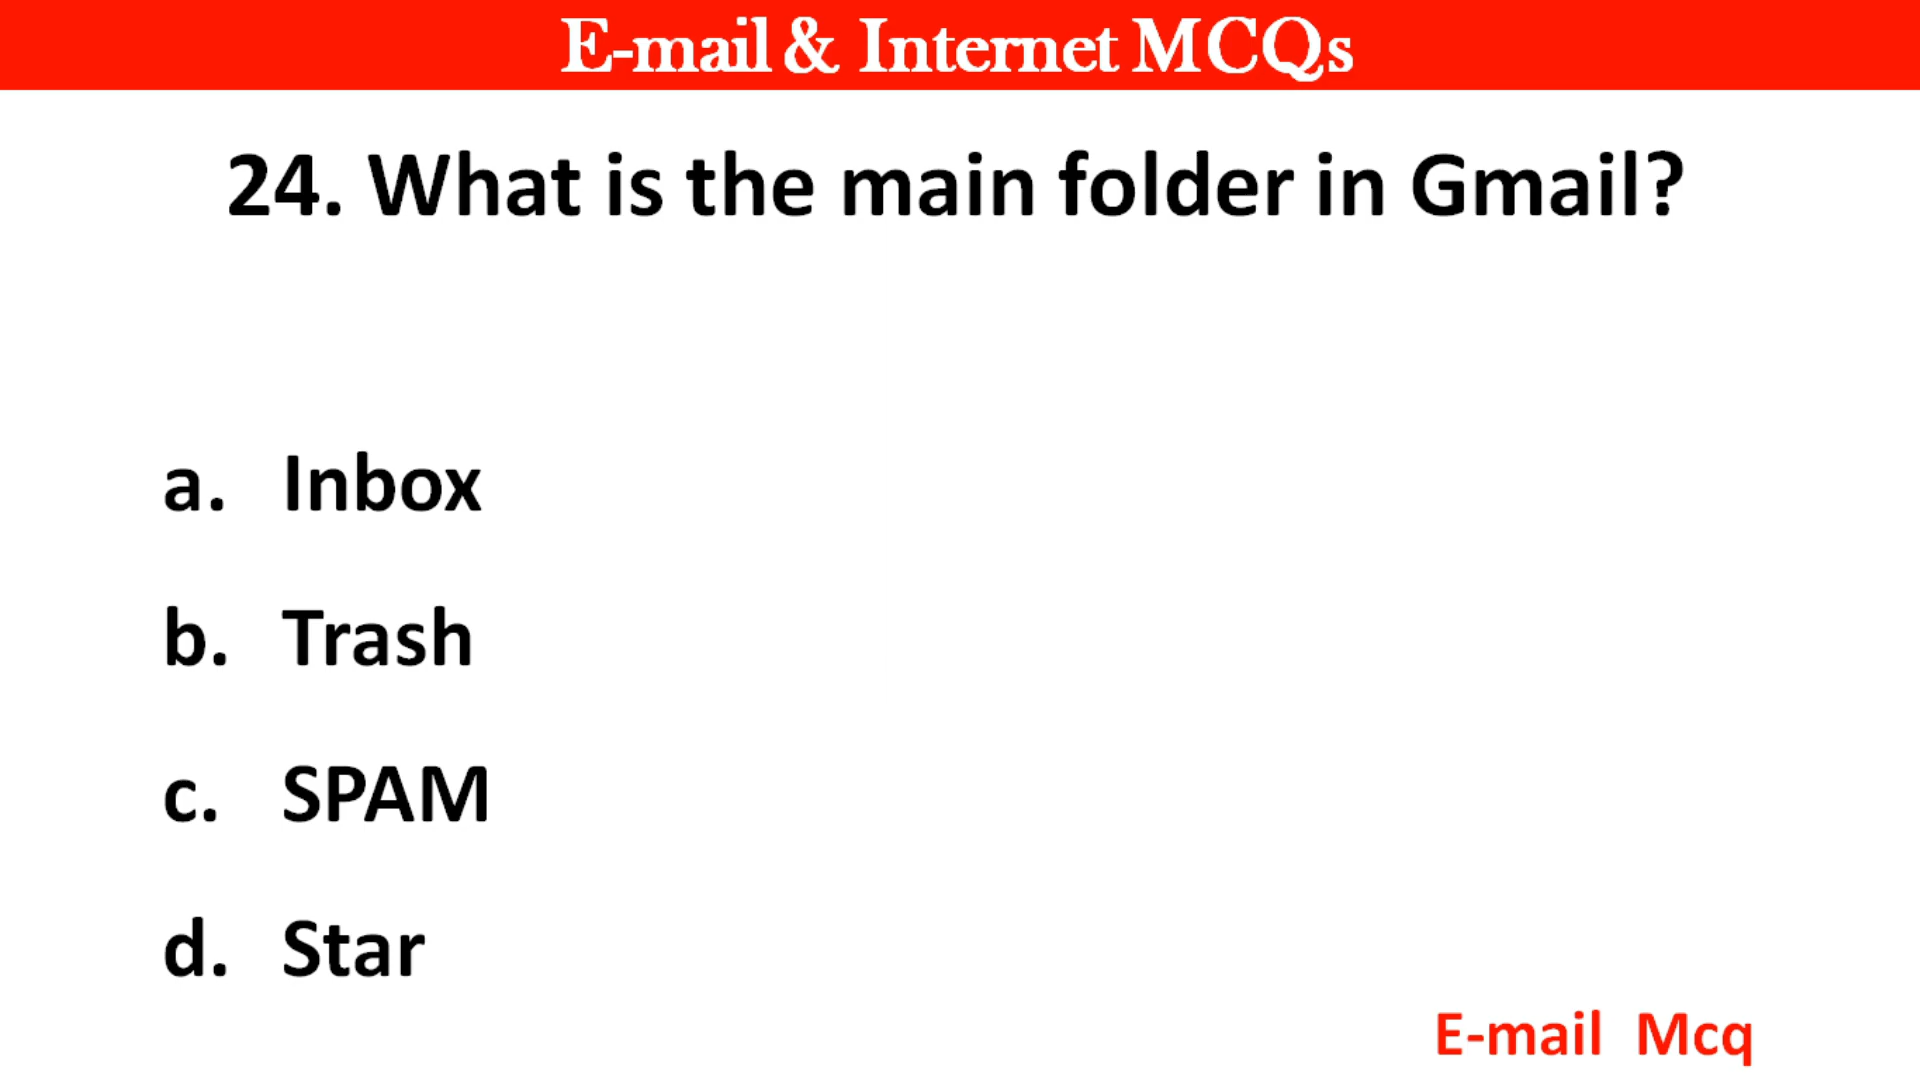 E-mail & Internet MCQs
24. What is the main folder in Gmail?
a. Inbox
b. Trash
c. SPAM
d. Star
E-mail Mcq